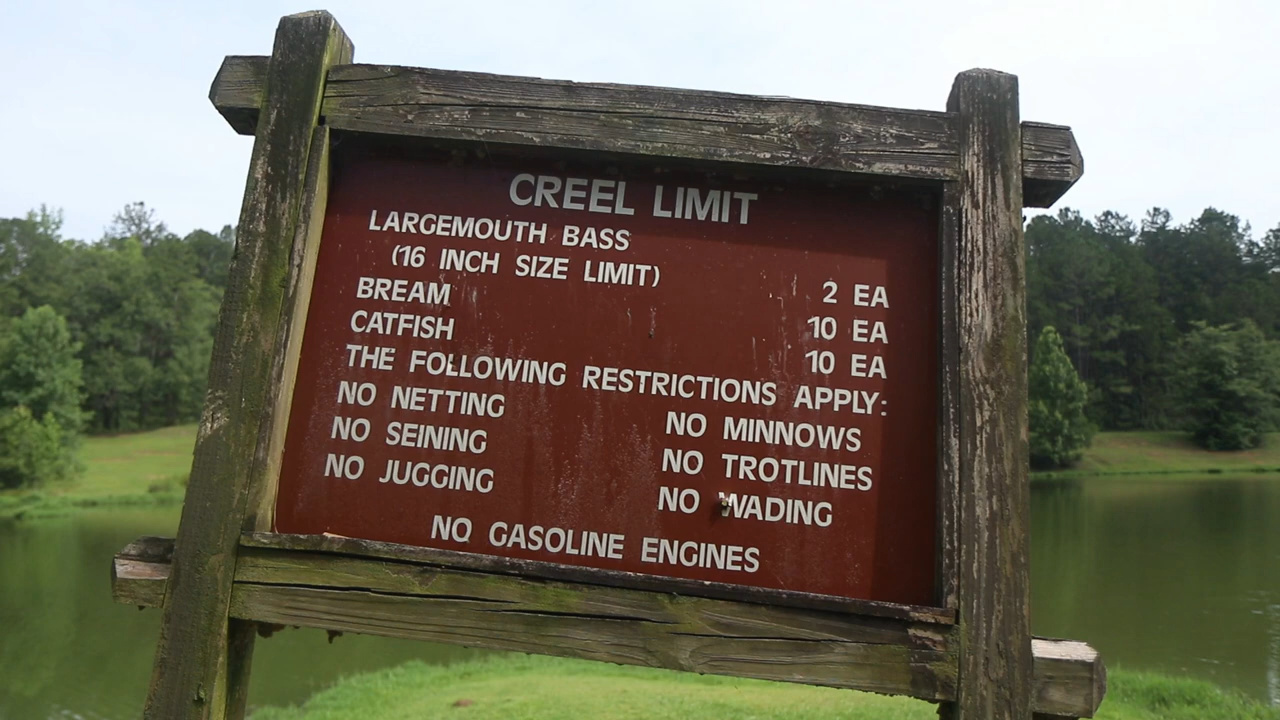 CREEL LIMIT
LARGEMOUTH BASS
(16 INCH SIZE LIMIT) 2 EA
BREAM 10 EA
CATFISH 10 EA
THE FOLLOWING RESTRICTIONS APPLY:
NO NETTING NO MINNOWS
NO SEINING NO TROTLINES
NO JUGGING NO WADING
NO GASOLINE ENGINES